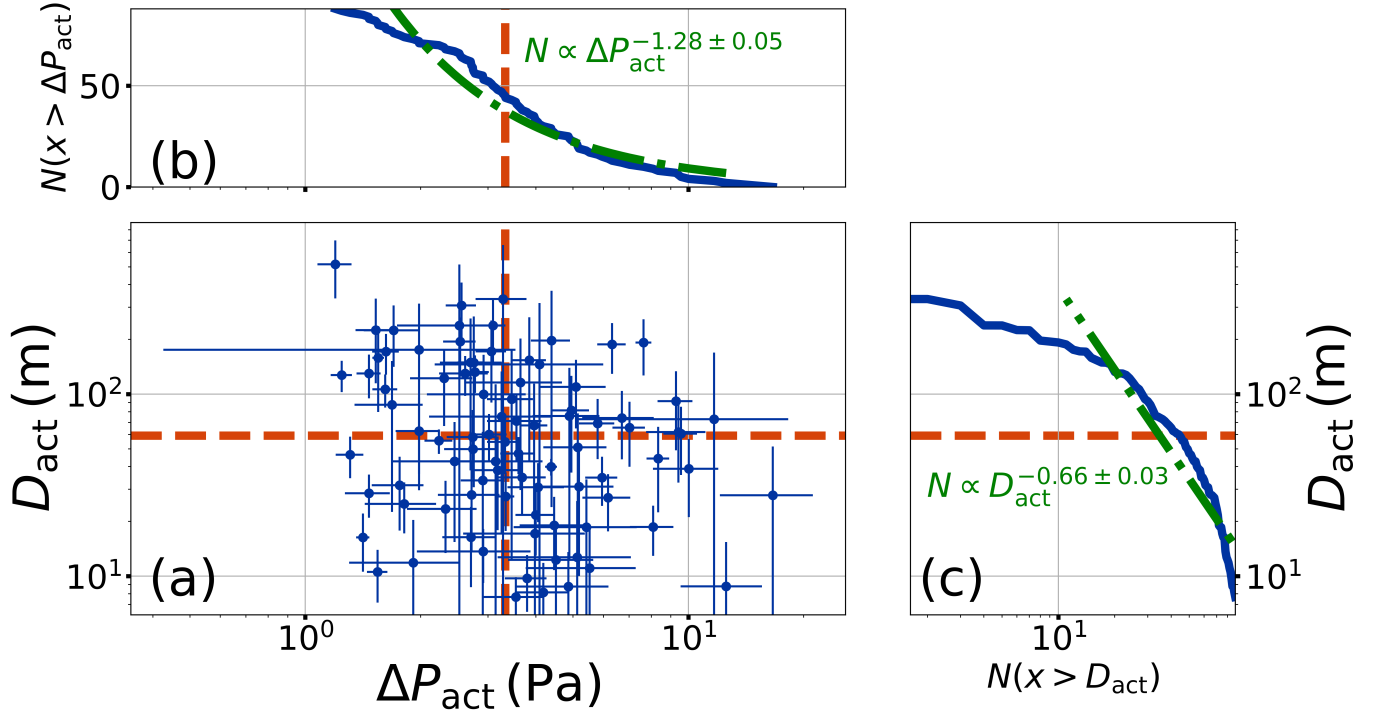 N(x > ΔP_act)
50
0
(b)
N ∝ ΔP_act^−1.28 ± 0.05
D_act (m)
10^2
10^1
(a)
10^0
10^1
ΔP_act (Pa)
N ∝ D_act^−0.66 ± 0.03
(c)
10^1
N(x > D_act)
10^2
10^1
D_act (m)